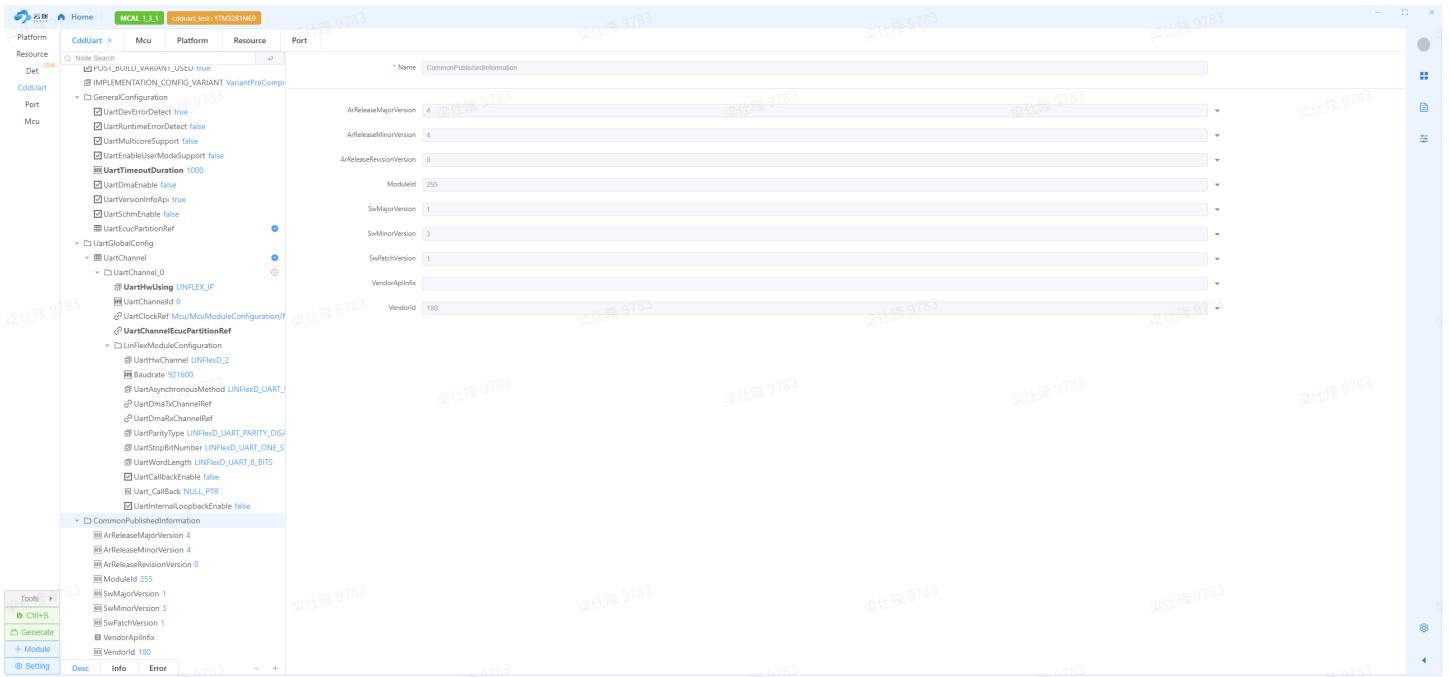 云途 Home MCAL 1_3_1 cdduart_test : YTM32B1ME0
Platform
Resource
Det
CddUart
Port
Mcu
CddUart × Mcu Platform Resource Port
Node Search
POST_BUILD_VARIANT_USED true
IMPLEMENTATION_CONFIG_VARIANT VariantPreCompi
GeneralConfiguration
UartDevErrorDetect true
UartRuntimeErrorDetect false
UartMulticoreSupport false
UartEnableUserModeSupport false
UartTimeoutDuration 1000
UartDmaEnable false
UartVersionInfoApi true
UartSchmEnable false
UartEcucPartitionRef
UartGlobalConfig
UartChannel
UartChannel_0
UartHwUsing LINFLEX_IP
UartChannelId 0
UartClockRef Mcu/McuModuleConfiguration/
UartChannelEcucPartitionRef
LinFlexModuleConfiguration
UartHwChannel LINFlexD_2
Baudrate 921600
UartAsynchronousMethod LINFlexD_UART_
UartDmaTxChannelRef
UartDmaRxChannelRef
UartParityType LINFlexD_UART_PARITY_DISA
UartStopBitNumber LINFlexD_UART_ONE_S
UartWordLength LINFlexD_UART_8_BITS
UartCallbackEnable false
Uart_CallBack NULL_PTR
UartInternalLoopbackEnable false
CommonPublishedInformation
ArReleaseMajorVersion 4
ArReleaseMinorVersion 4
ArReleaseRevisionVersion 0
ModuleId 255
SwMajorVersion 1
SwMinorVersion 3
SwPatchVersion 1
VendorApiInfix
VendorId 180
Desc Info Error − +
* Name CommonPublishedInformation
ArReleaseMajorVersion 4
ArReleaseMinorVersion 4
ArReleaseRevisionVersion 0
ModuleId 255
SwMajorVersion 1
SwMinorVersion 3
SwPatchVersion 1
VendorApiInfix
VendorId 180
Tools
Ctrl+S
Generate
+ Module
Setting
梁仕隆 9783